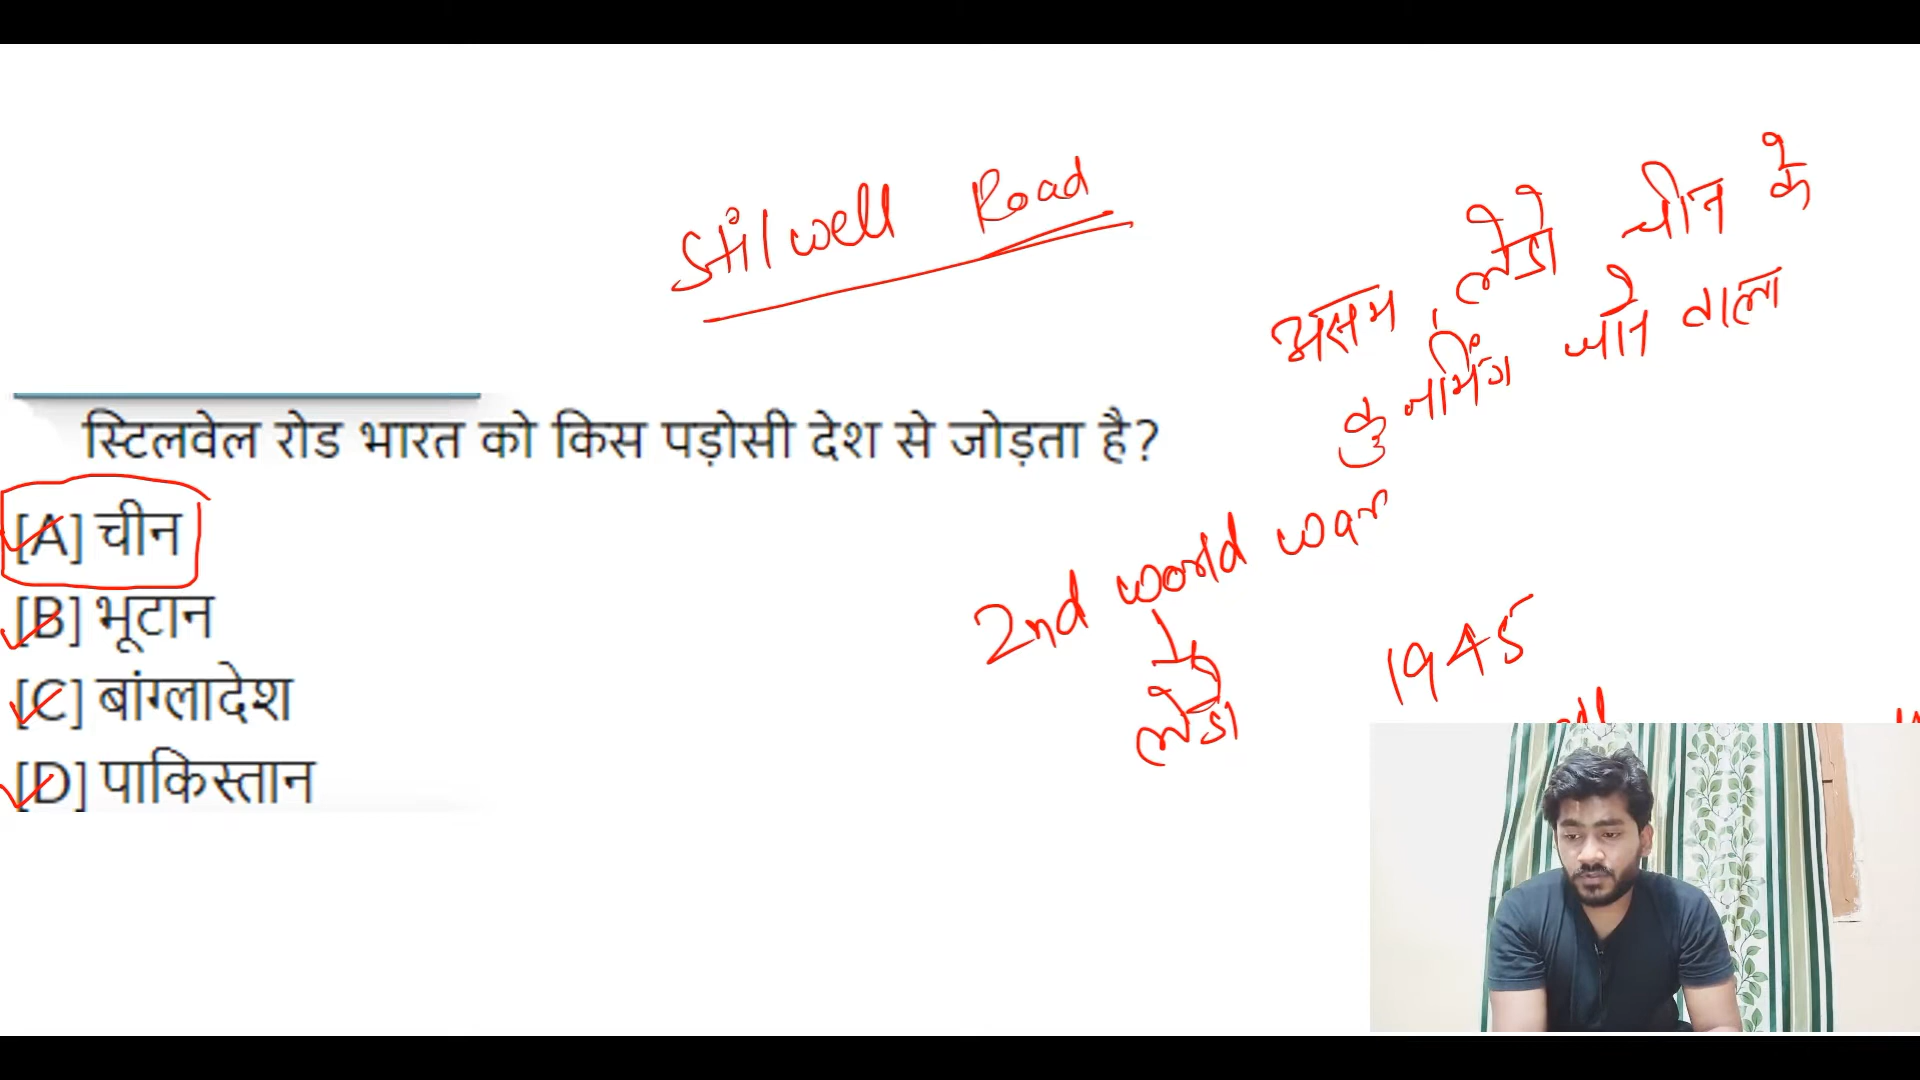 Stilwell Road
असम, लेडो चीन के
कुनमिंग जाने वाला
स्टिलवेल रोड भारत को किस पड़ोसी देश से जोड़ता है?
[A] चीन
[B] भूटान
[C] बांग्लादेश
[D] पाकिस्तान
2nd world war
लेडो
1945